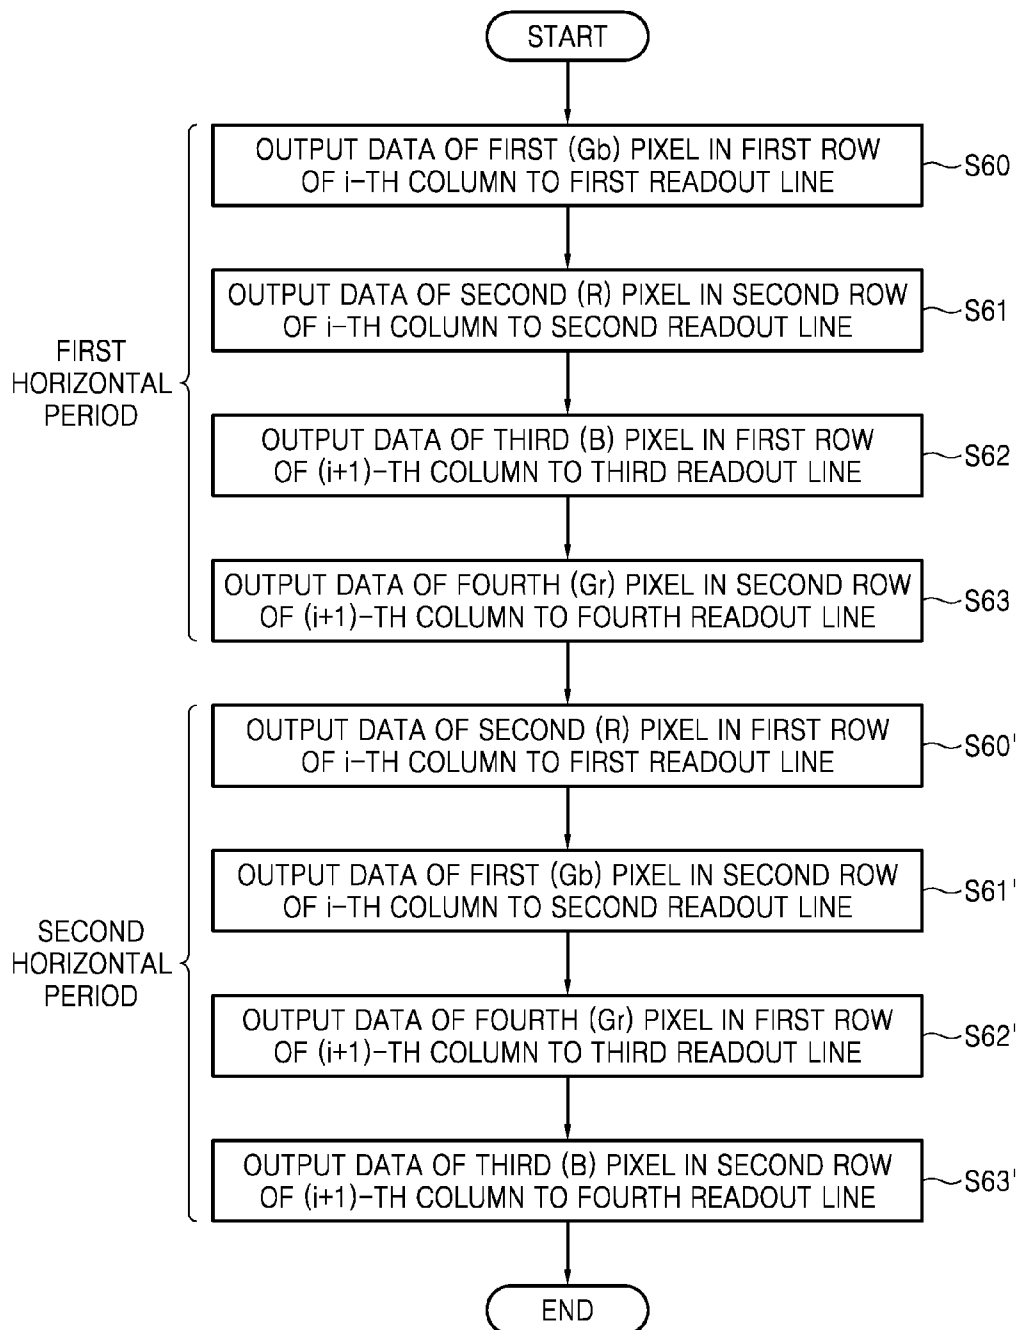 START
OUTPUT DATA OF FIRST (Gb) PIXEL IN FIRST ROW
OF i-TH COLUMN TO FIRST READOUT LINE
S60
OUTPUT DATA OF SECOND (R) PIXEL IN SECOND ROW
OF i-TH COLUMN TO SECOND READOUT LINE
S61
FIRST
HORIZONTAL
PERIOD
OUTPUT DATA OF THIRD (B) PIXEL IN FIRST ROW
OF (i+1)-TH COLUMN TO THIRD READOUT LINE
S62
OUTPUT DATA OF FOURTH (Gr) PIXEL IN SECOND ROW
OF (i+1)-TH COLUMN TO FOURTH READOUT LINE
S63
OUTPUT DATA OF SECOND (R) PIXEL IN FIRST ROW
OF i-TH COLUMN TO FIRST READOUT LINE
S60'
OUTPUT DATA OF FIRST (Gb) PIXEL IN SECOND ROW
OF i-TH COLUMN TO SECOND READOUT LINE
S61'
SECOND
HORIZONTAL
PERIOD
OUTPUT DATA OF FOURTH (Gr) PIXEL IN FIRST ROW
OF (i+1)-TH COLUMN TO THIRD READOUT LINE
S62'
OUTPUT DATA OF THIRD (B) PIXEL IN SECOND ROW
OF (i+1)-TH COLUMN TO FOURTH READOUT LINE
S63'
END